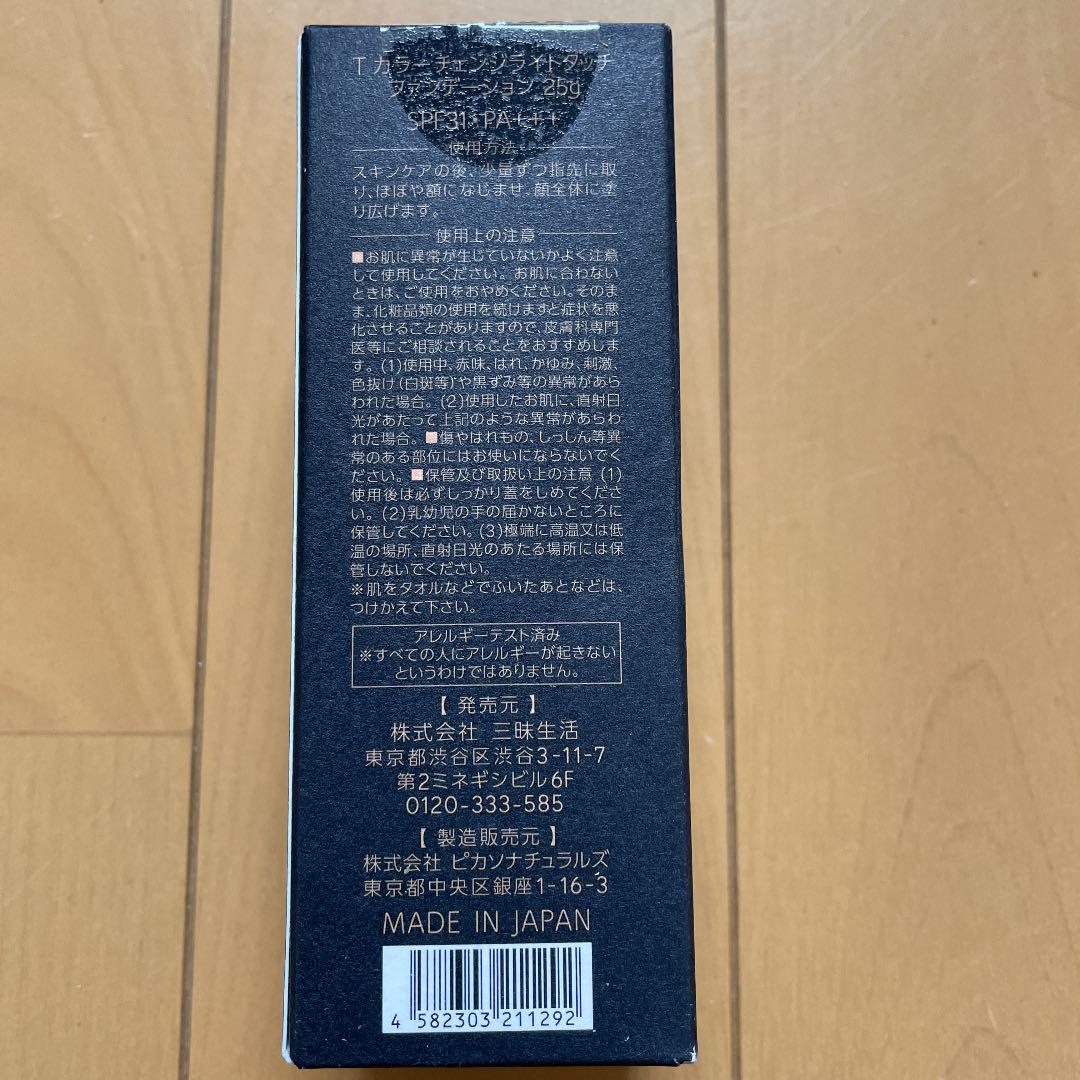 T カラーチェンジライトタッチ
ファンデーション 25g
SPF31・PA+++
使用方法
スキンケアの後、少量ずつ指先に取
り、ほほや額になじませ、顔全体に塗
り広げます。
使用上の注意
■お肌に異常が生じていないかよく注意
して使用してください。お肌に合わない
ときは、ご使用をおやめください。そのま
ま、化粧品類の使用を続けますと症状を悪
化させることがありますので、皮膚科専門
医等にご相談されることをおすすめしま
す。(1)使用中、赤味、はれ、かゆみ、刺激、
色抜け(白斑等)や黒ずみ等の異常があら
われた場合。(2)使用したお肌に、直射日
光があたって上記のような異常があらわ
れた場合。■傷やはれもの、しっしん等異
常のある部位にはお使いにならないでく
ださい。■保管及び取扱い上の注意 (1)
使用後は必ずしっかり蓋をしめてくださ
い。(2)乳幼児の手の届かないところに
保管してください。(3)極端に高温又は低
温の場所、直射日光のあたる場所には保
管しないでください。
※肌をタオルなどでふいたあとなどは、
つけかえて下さい。
アレルギーテスト済み
※すべての人にアレルギーが起きない
というわけではありません。
【 発売元 】
株式会社 三昧生活
東京都渋谷区渋谷3-11-7
第2ミネギシビル6F
0120-333-585
【 製造販売元 】
株式会社 ピカソナチュラルズ
東京都中央区銀座1-16-3
MADE IN JAPAN
4 582303 211292